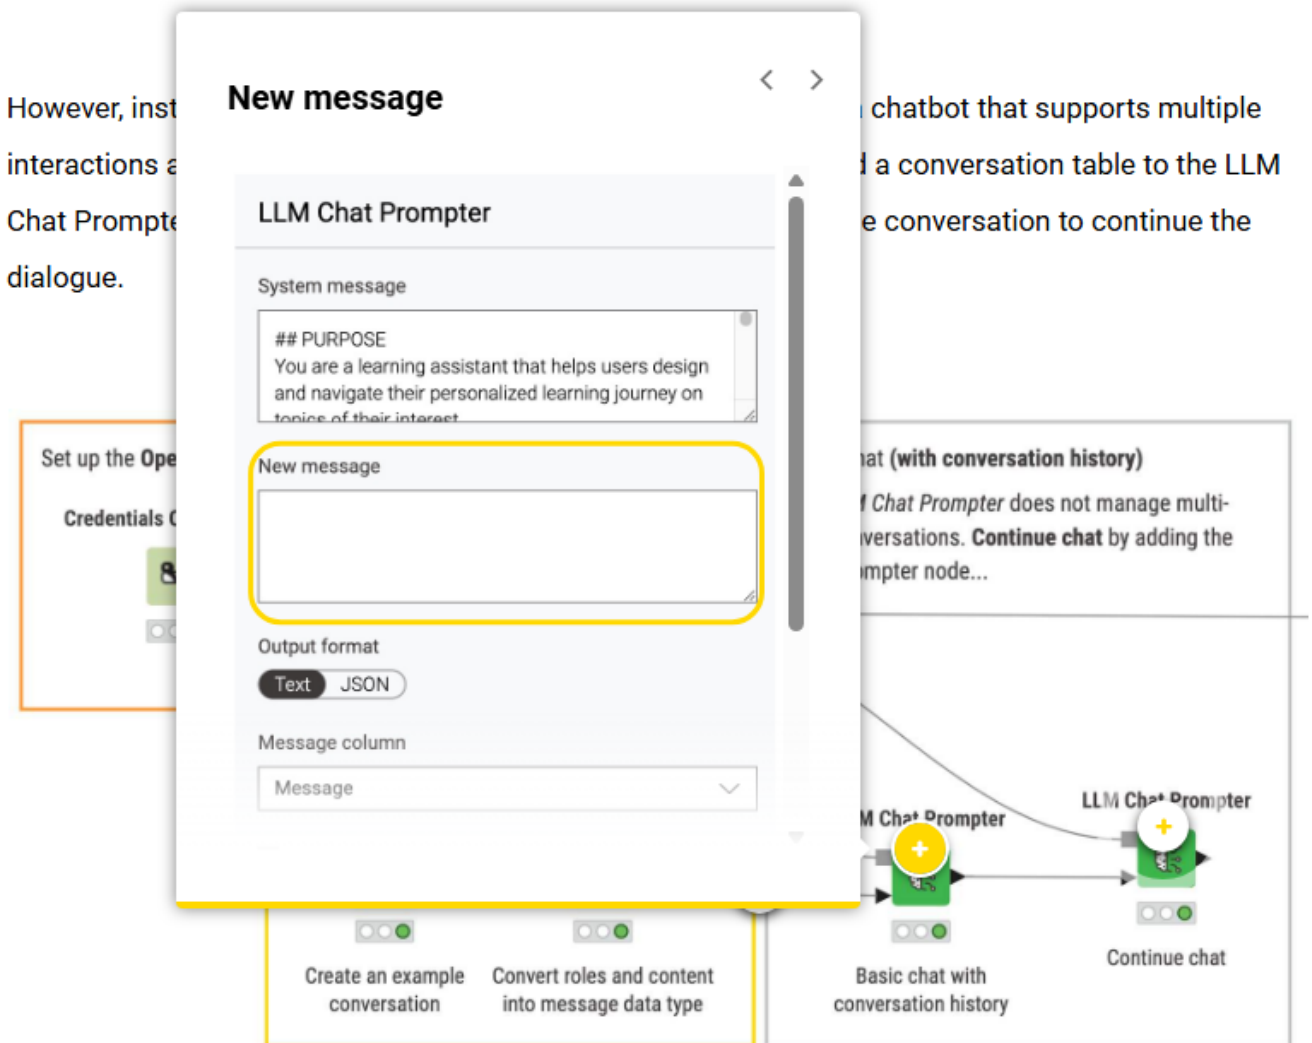 However, inst
interactions a
Chat Prompte
dialogue.
chatbot that supports multiple
d a conversation table to the LLM
e conversation to continue the
New message
LLM Chat Prompter
System message
## PURPOSE
You are a learning assistant that helps users design
and navigate their personalized learning journey on
topics of their interest
New message
Output format
Text JSON
Message column
Message
Set up the Ope
Credentials C
hat (with conversation history)
M Chat Prompter does not manage multi-
versations. Continue chat by adding the
mpter node...
M Chat Prompter
LLM Chat Prompter
Create an example
conversation
Convert roles and content
into message data type
Basic chat with
conversation history
Continue chat